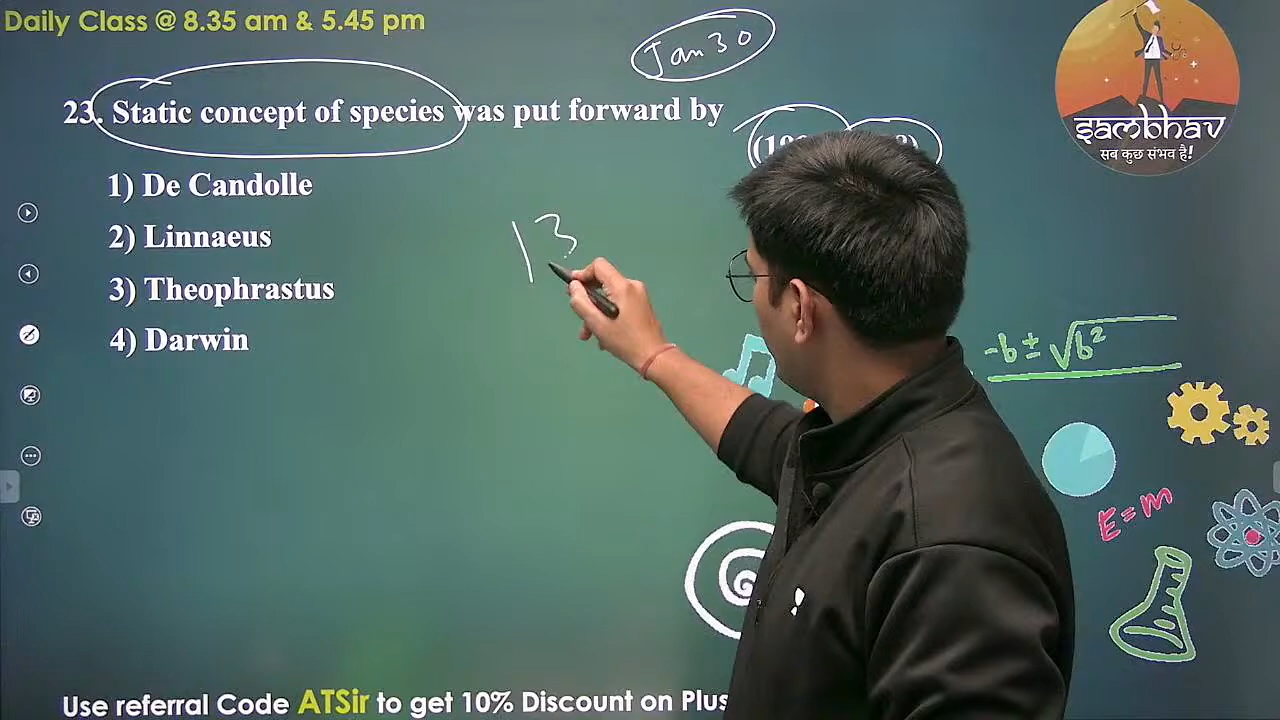 Daily Class @ 8.35 am & 5.45 pm
Jan 30
23. Static concept of species was put forward by
1) De Candolle
2) Linnaeus
3) Theophrastus
4) Darwin
13
sambhav
सब कुछ संभव है!
-b ± √b²
E = m
Use referral Code ATSir to get 10% Discount on Plus